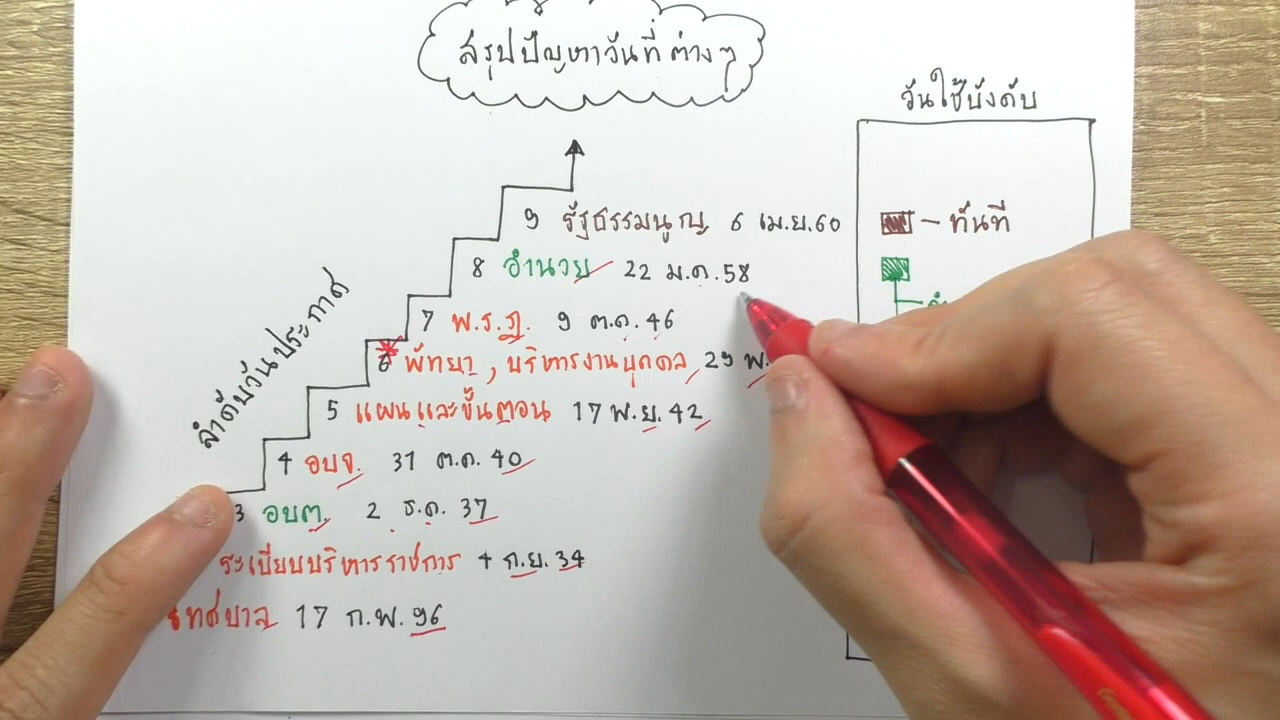 สรุปปัญหาวันที่ต่างๆ
วันใช้บังคับ
ลำดับวันประกาศ
9 รัฐธรรมนูญ 6 เม.ย.60
8 อำนวย 22 ม.ค.58
7 พ.ร.ฎ. 9 ต.ค.46
6 พัทยา, บริหารงานบุคคล 29 พ.
5 แผนและขั้นตอน 17 พ.ย.42
4 อบจ. 31 ต.ค.40
3 อบต. 2 ธ.ค.37
ระเบียบบริหารราชการ 4 ก.ย.34
เทศบาล 17 ก.พ.96
- ทันที